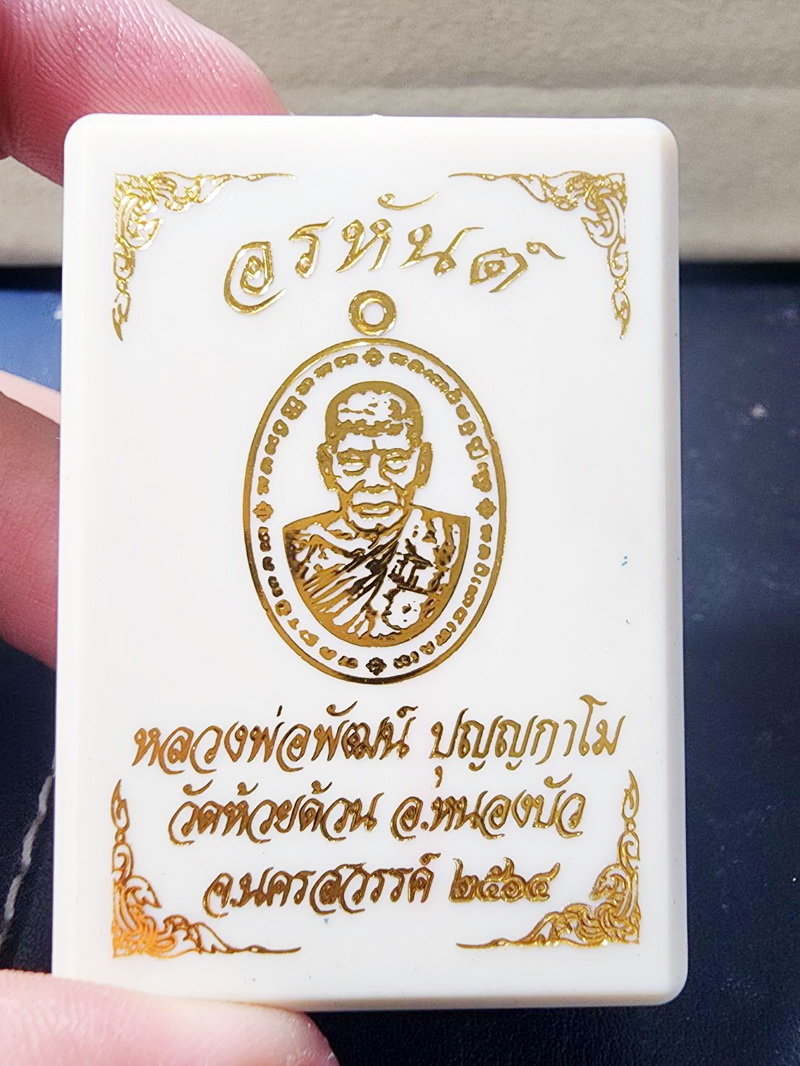 อรหันต์
หลวงพ่อพัฒน์ ปุญญกาโม
วัดห้วยด้วน อ.หนองบัว
จ.นครสวรรค์ ๒๕๖๔